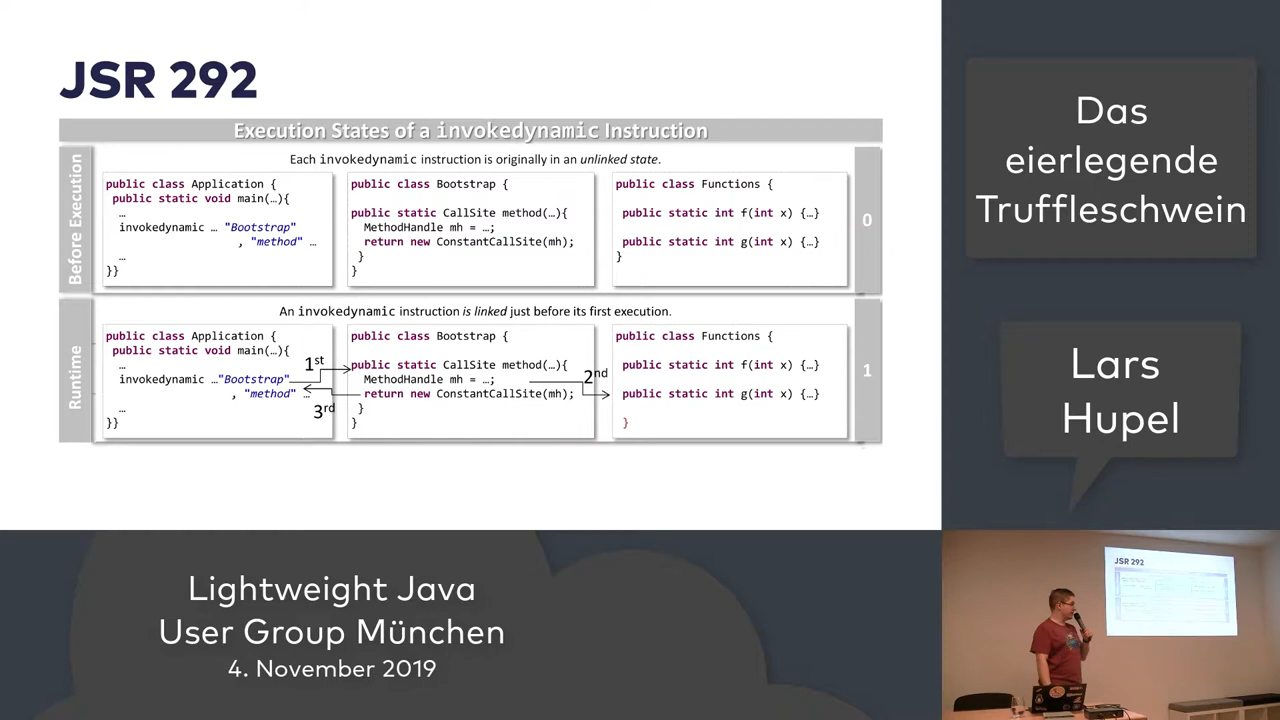 JSR 292
Execution States of a invokedynamic Instruction
Before Execution
Each invokedynamic instruction is originally in an unlinked state.
public class Application {
public static void main(…){
…
invokedynamic … "Bootstrap"
, "method" …
…
}}
public class Bootstrap {
public static CallSite method(…){
MethodHandle mh = …;
return new ConstantCallSite(mh);
}
}
public class Functions {
public static int f(int x) {…}
public static int g(int x) {…}
}
0
Runtime
An invokedynamic instruction is linked just before its first execution.
public class Application {
public static void main(…){
…
invokedynamic …"Bootstrap"
, "method" …
…
}}
1st
3rd
public class Bootstrap {
public static CallSite method(…){
MethodHandle mh = …;
return new ConstantCallSite(mh);
}
}
2nd
public class Functions {
public static int f(int x) {…}
public static int g(int x) {…}
}
1
Das
eierlegende
Truffleschwein
Lars
Hupel
Lightweight Java
User Group München
4. November 2019
JSR 292